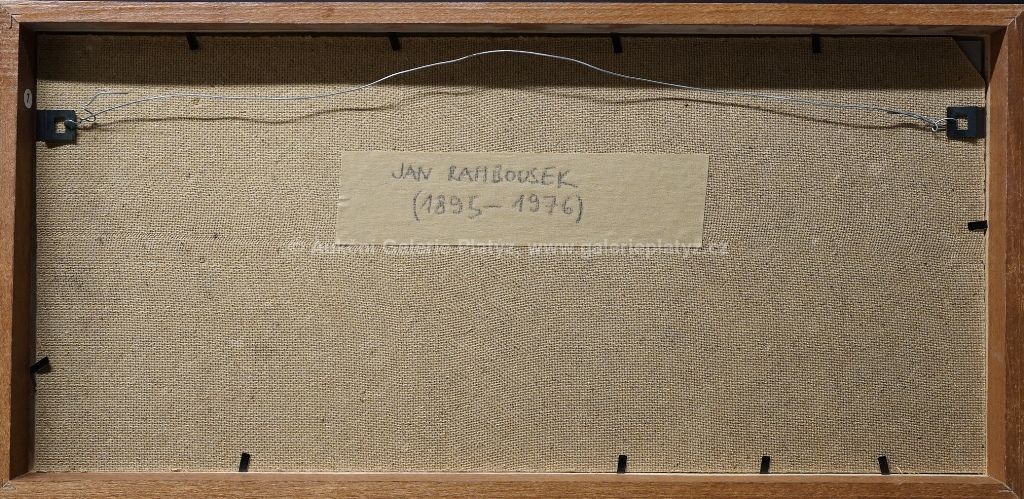 JAN RAMBOUSEK
(1895 – 1976)
© Aukční Galerie Platýz, www.galerieplatyz.cz